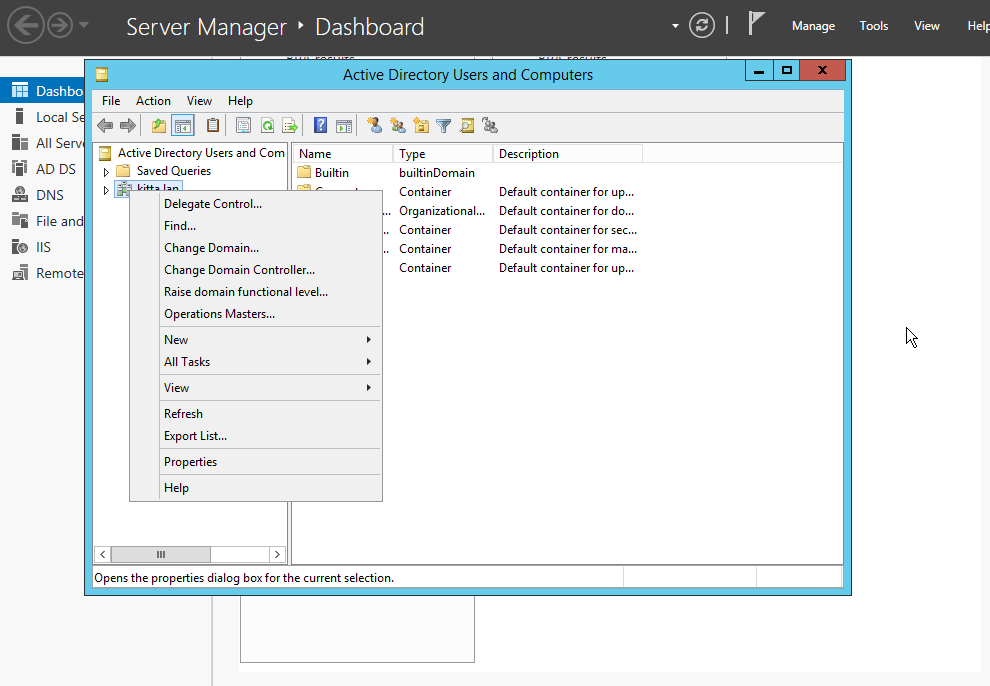 Server Manager • Dashboard
Manage Tools View Help
BPA results BPA results
Active Directory Users and Computers
Dashbo
Local Se
All Serve
AD DS
DNS
File and
IIS
Remote
File Action View Help
Active Directory Users and Com
Saved Queries
kitta.lan
Name Type Description
Builtin builtinDomain
Container Default container for up...
... Organizational... Default container for do...
Container Default container for sec...
Container Default container for ma...
Container Default container for up...
Delegate Control...
Find...
Change Domain...
Change Domain Controller...
Raise domain functional level...
Operations Masters...
New
All Tasks
View
Refresh
Export List...
Properties
Help
Opens the properties dialog box for the current selection.